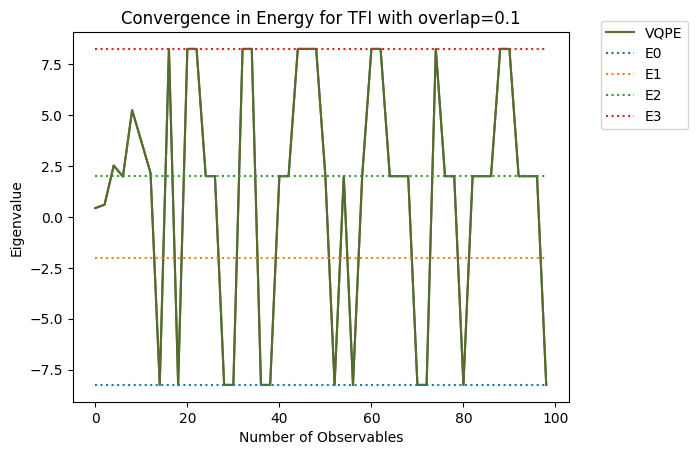 Convergence in Energy for TFI with overlap=0.1
VQPE
E0
E1
E2
E3
7.5
5.0
2.5
0.0
−2.5
−5.0
−7.5
Eigenvalue
0
20
40
60
80
100
Number of Observables